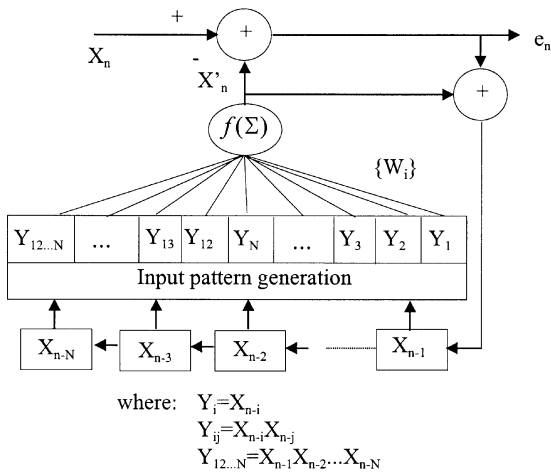 +
+
e_n
X_n
-
X'_n
+
f(Σ)
{W_i}
Y_12...N ... Y_13 Y_12 Y_N ... Y_3 Y_2 Y_1
Input pattern generation
X_n-N X_n-3 X_n-2 X_n-1
where: Y_i=X_n-i
Y_ij=X_n-iX_n-j
Y_12...N=X_n-1X_n-2...X_n-N